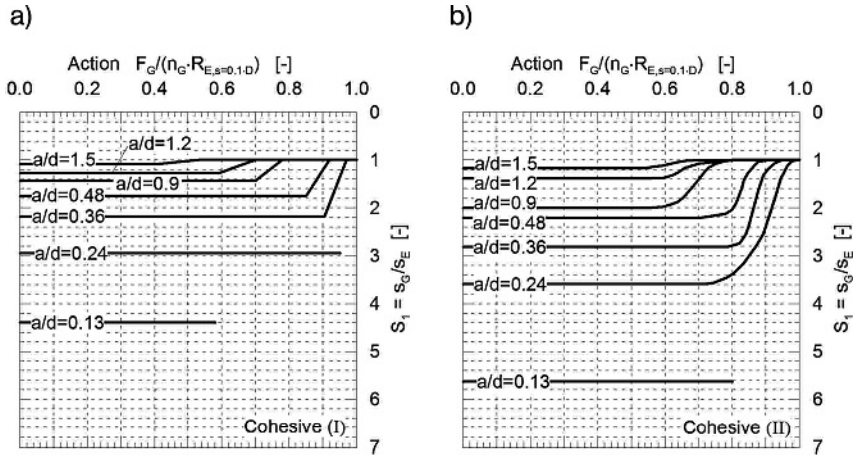 a)
Action F_G/(n_G·R_E,s=0.1·D) [-]
0.0 0.2 0.4 0.6 0.8 1.0
0
1
2
3
4
5
6
7
S₁ = s_G/s_E [-]
a/d=1.2
a/d=1.5
a/d=0.9
a/d=0.48
a/d=0.36
a/d=0.24
a/d=0.13
Cohesive (I)
b)
Action F_G/(n_G·R_E,s=0.1·D) [-]
0.0 0.2 0.4 0.6 0.8 1.0
0
1
2
3
4
5
6
7
S₁ = s_G/s_E [-]
a/d=1.5
a/d=1.2
a/d=0.9
a/d=0.48
a/d=0.36
a/d=0.24
a/d=0.13
Cohesive (II)